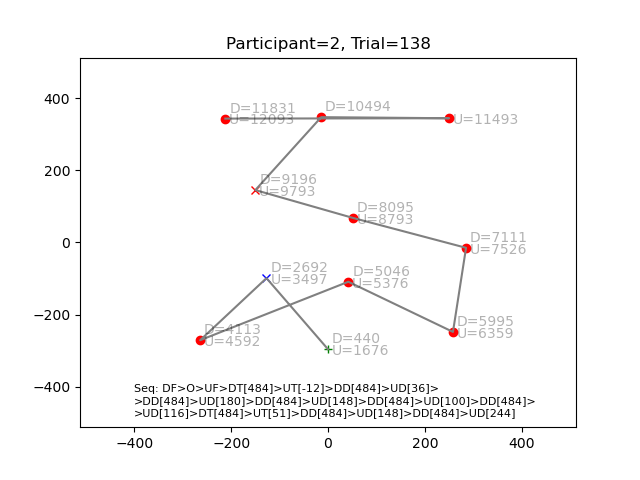 Participant=2, Trial=138
400
200
0
−200
−400
−400
−200
0
200
400
D=11831
U=12093
D=10494
U=11493
D=9196
U=9793
D=8095
U=8793
D=7111
U=7526
D=2692
U=3497
D=5046
U=5376
D=4113
U=4592
D=5995
U=6359
D=440
U=1676
Seq: DF>O>UF>DT[484]>UT[-12]>DD[484]>UD[36]>
>DD[484]>UD[180]>DD[484]>UD[148]>DD[484]>UD[100]>DD[484]>
>UD[116]>DT[484]>UT[51]>DD[484]>UD[148]>DD[484]>UD[244]